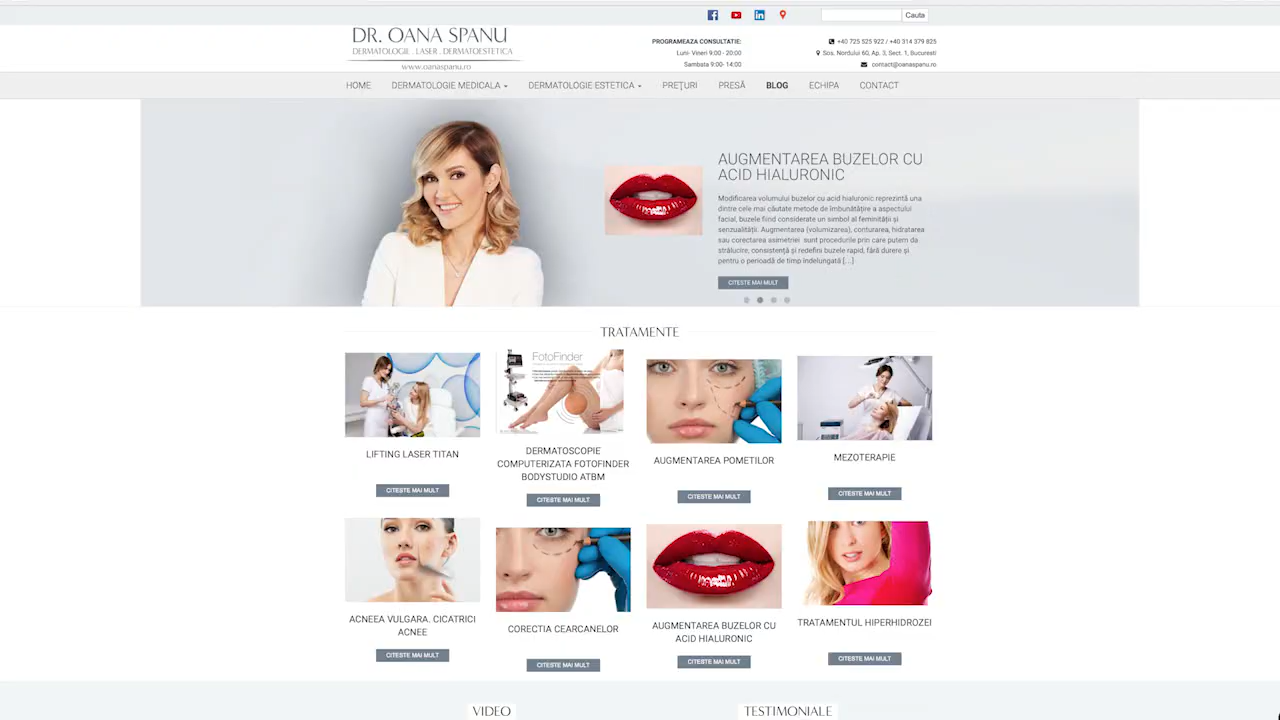 Cauta
DR. OANA SPANU
DERMATOLOGIE . LASER . DERMATOESTETICA
www.oanaspanu.ro
PROGRAMEAZA CONSULTATIE:
Luni- Vineri 9:00 - 20:00
Sambata 9:00- 14:00
+40 725 525 922 / +40 314 379 825
Sos. Nordului 60, Ap. 3, Sect. 1, Bucuresti
contact@oanaspanu.ro
HOME DERMATOLOGIE MEDICALA DERMATOLOGIE ESTETICA PREŢURI PRESĂ BLOG ECHIPA CONTACT
AUGMENTAREA BUZELOR CU
ACID HIALURONIC
Modificarea volumului buzelor cu acid hialuronic reprezintă una
dintre cele mai căutate metode de îmbunătățire a aspectului
facial, buzele fiind considerate un simbol al feminității și
senzualității. Augmentarea (volumizarea), conturarea, hidratarea
sau corectarea asimetriei sunt procedurile prin care putem da
strălucire, consistență și redefini buzele rapid, fără durere și
pentru o perioadă de timp îndelungată [...]
CITESTE MAI MULT
TRATAMENTE
FotoFinder
LIFTING LASER TITAN
CITESTE MAI MULT
DERMATOSCOPIE
COMPUTERIZATA FOTOFINDER
BODYSTUDIO ATBM
CITESTE MAI MULT
AUGMENTAREA POMETILOR
CITESTE MAI MULT
MEZOTERAPIE
CITESTE MAI MULT
ACNEEA VULGARA. CICATRICI
ACNEE
CITESTE MAI MULT
CORECTIA CEARCANELOR
CITESTE MAI MULT
AUGMENTAREA BUZELOR CU
ACID HIALURONIC
CITESTE MAI MULT
TRATAMENTUL HIPERHIDROZEI
CITESTE MAI MULT
VIDEO
TESTIMONIALE